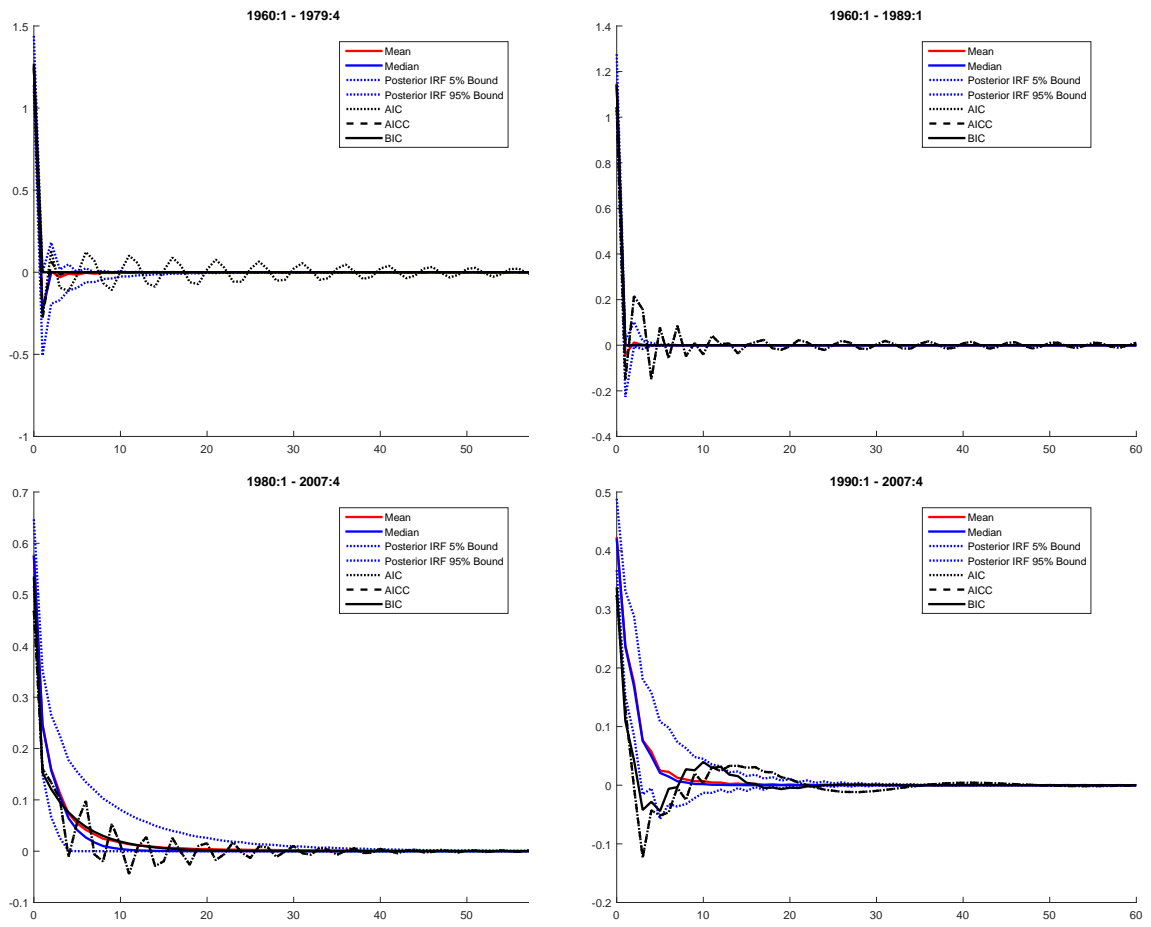 1960:1 - 1979:4
1.5
1
0.5
0
-0.5
-1
0
10
20
30
40
50
Mean
Median
Posterior IRF 5% Bound
Posterior IRF 95% Bound
AIC
AICC
BIC
1960:1 - 1989:1
1.4
1.2
1
0.8
0.6
0.4
0.2
0
-0.2
-0.4
0
10
20
30
40
50
60
Mean
Median
Posterior IRF 5% Bound
Posterior IRF 95% Bound
AIC
AICC
BIC
1980:1 - 2007:4
0.7
0.6
0.5
0.4
0.3
0.2
0.1
0
-0.1
0
10
20
30
40
50
Mean
Median
Posterior IRF 5% Bound
Posterior IRF 95% Bound
AIC
AICC
BIC
1990:1 - 2007:4
0.5
0.4
0.3
0.2
0.1
0
-0.1
-0.2
0
10
20
30
40
50
60
Mean
Median
Posterior IRF 5% Bound
Posterior IRF 95% Bound
AIC
AICC
BIC